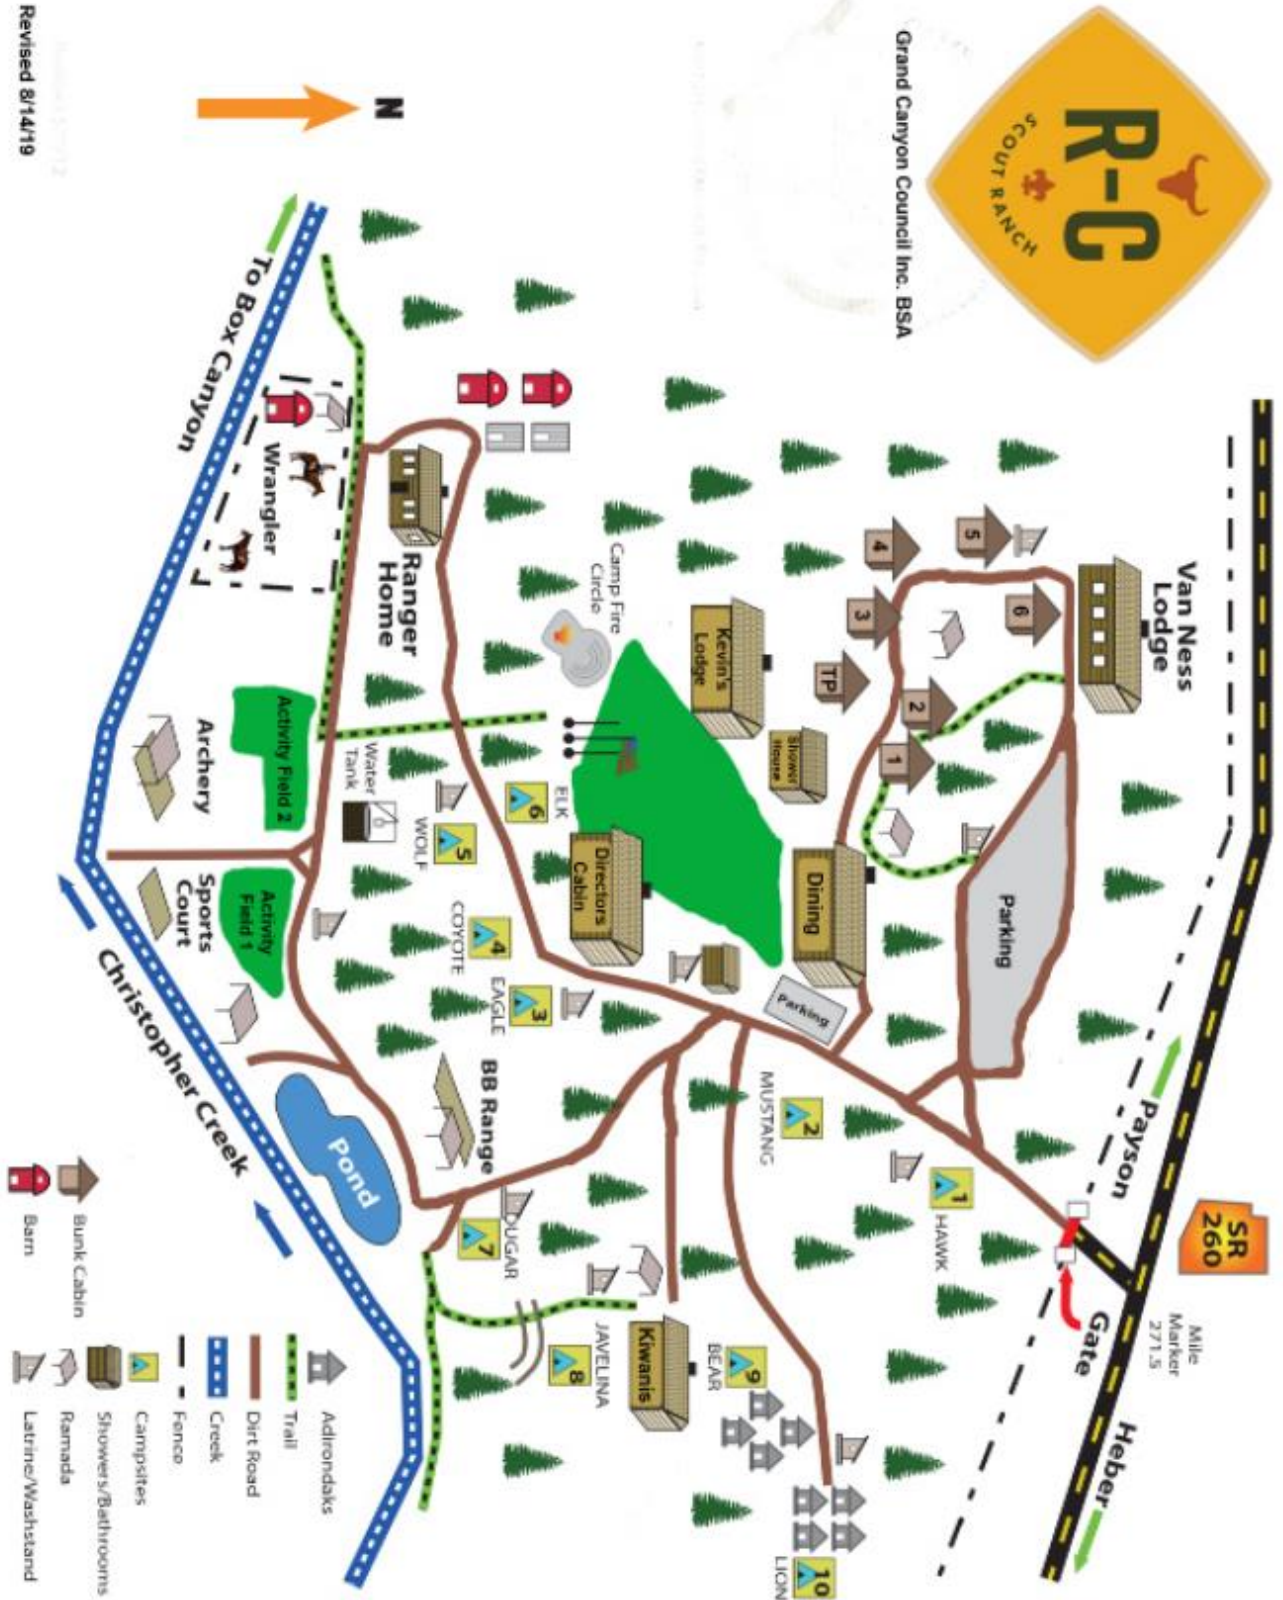 R-C
SCOUT RANCH
Grand Canyon Council Inc. BSA
N
Revised 8/14/19
SR
260
Mile
Marker
271.5
Payson
Heber
Gate
Van Ness
Lodge
5
4
6
3
TP
2
1
Parking
Kevin's
Lodge
Shower
House
Dining
Parking
Camp Fire
Circle
Directors
Cabin
Ranger
Home
Wrangler
To Box Canyon
Water
Tank
6
ELK
5
WOLF
4
COYOTE
3
EAGLE
2
MUSTANG
1
HAWK
Activity Field 2
Archery
Activity
Field 1
Sports
Court
BB Range
Christopher Creek
Pond
7
OUGAR
8
JAVELINA
Kiwanis
9
BEAR
10
LION
Adirondaks
Trail
Dirt Road
Creek
Fence
Campsites
Showers/Bathrooms
Ramada
Latrine/Washstand
Bunk Cabin
Barn